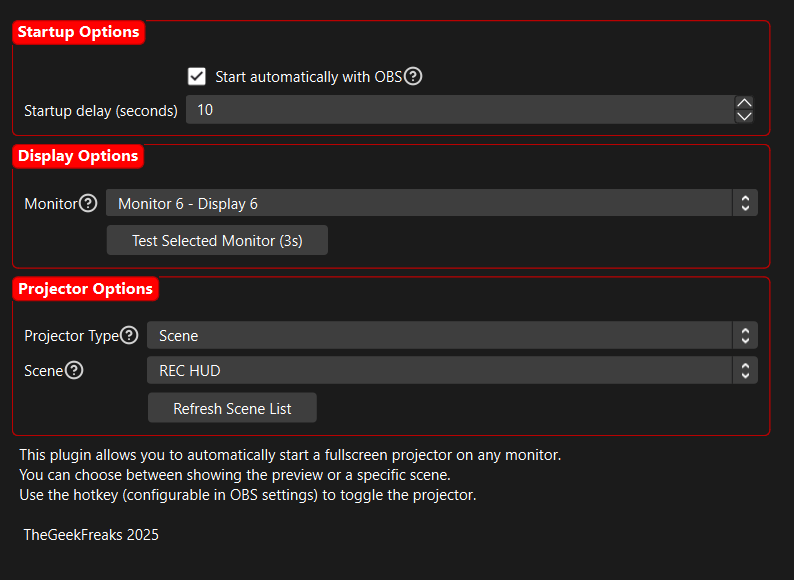 Startup Options
Start automatically with OBS?
Startup delay (seconds) 10
Display Options
Monitor? Monitor 6 - Display 6
Test Selected Monitor (3s)
Projector Options
Projector Type? Scene
Scene? REC HUD
Refresh Scene List
This plugin allows you to automatically start a fullscreen projector on any monitor.
You can choose between showing the preview or a specific scene.
Use the hotkey (configurable in OBS settings) to toggle the projector.
TheGeekFreaks 2025